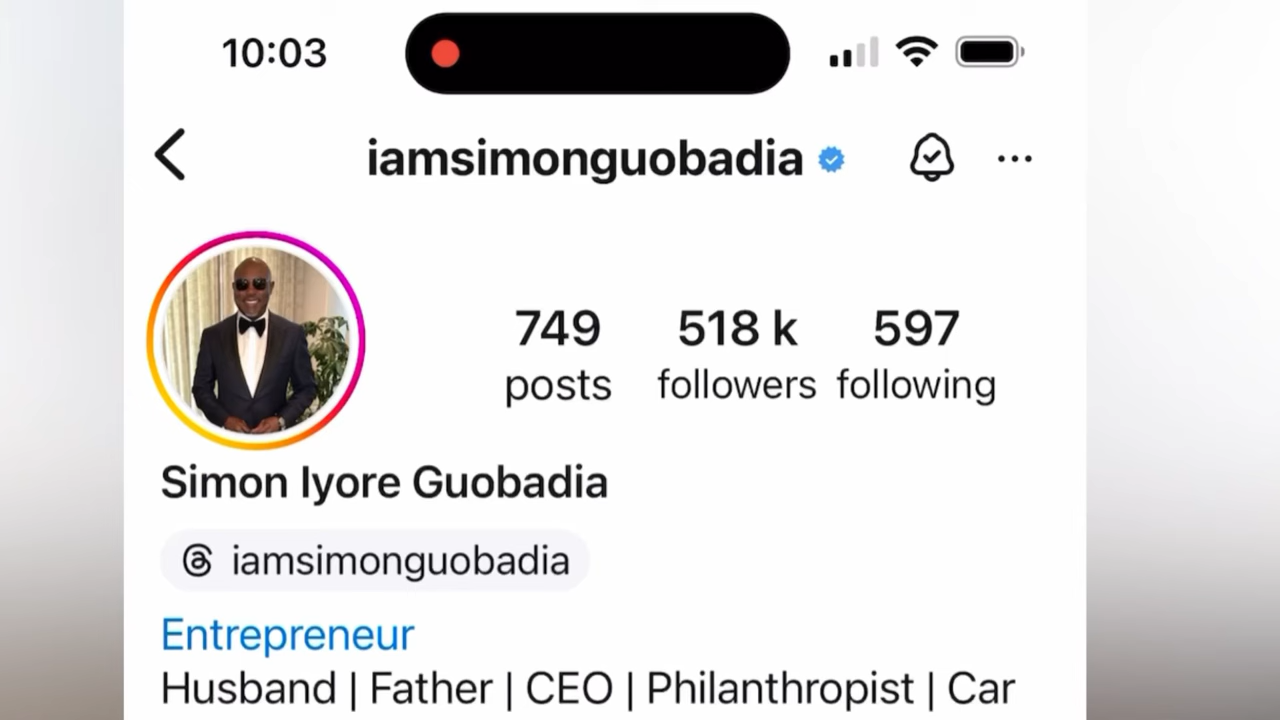 10:03
iamsimonguobadia
749 518 k 597
posts followers following
Simon Iyore Guobadia
iamsimonguobadia
Entrepreneur
Husband | Father | CEO | Philanthropist | Car